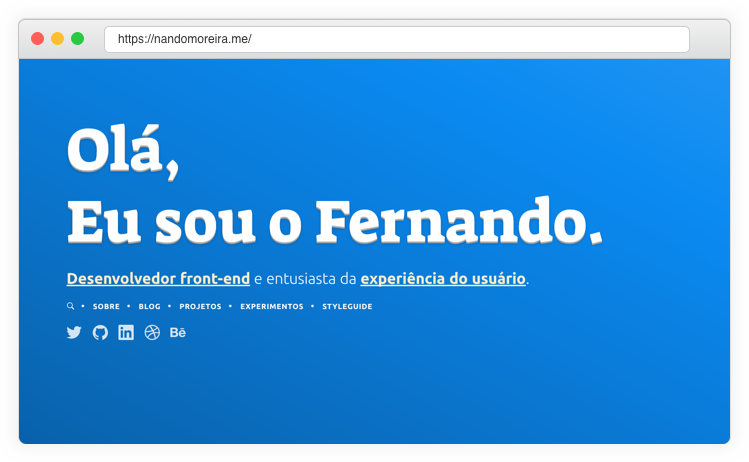 https://nandomoreira.me/
Olá,
Eu sou o Fernando.
Desenvolvedor front-end e entusiasta da experiência do usuário.
• SOBRE • BLOG • PROJETOS • EXPERIMENTOS • STYLEGUIDE
in Bē